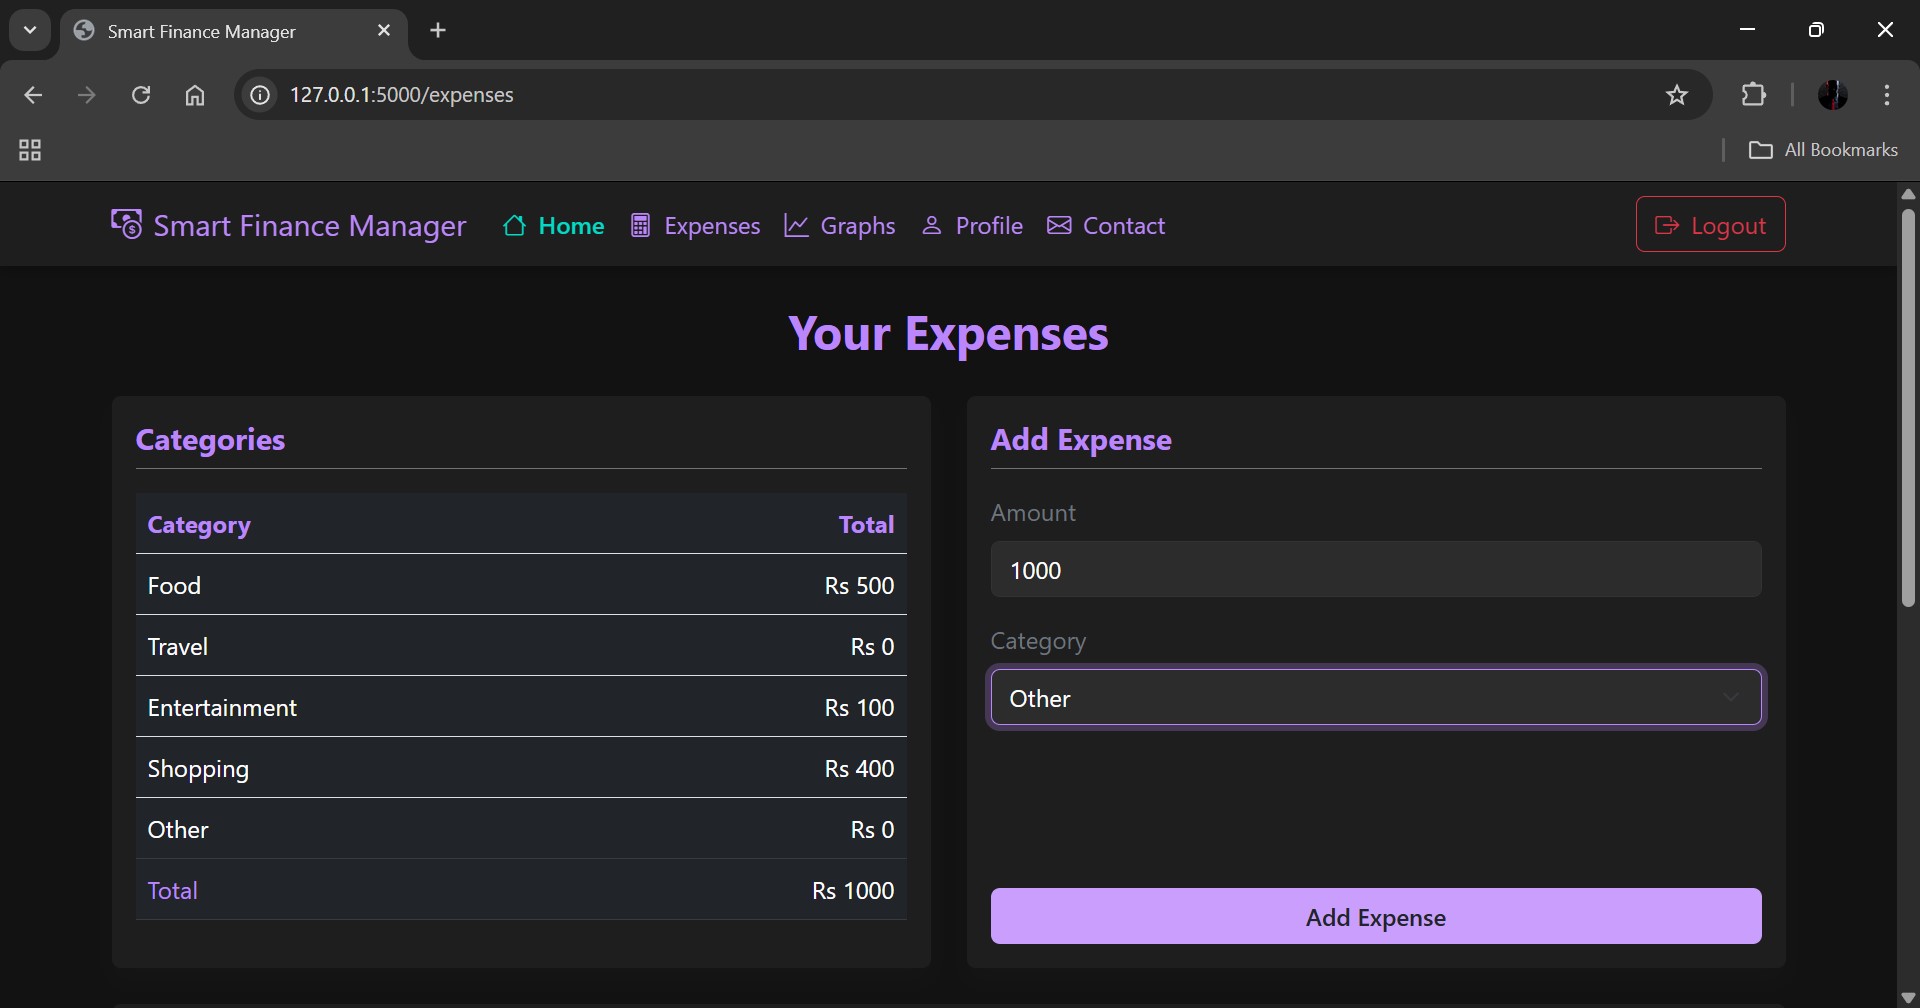 Smart Finance Manager
127.0.0.1:5000/expenses
All Bookmarks
Smart Finance Manager Home Expenses Graphs Profile Contact Logout
Your Expenses
Categories
Category Total
Food Rs 500
Travel Rs 0
Entertainment Rs 100
Shopping Rs 400
Other Rs 0
Total Rs 1000
Add Expense
Amount
1000
Category
Other
Add Expense